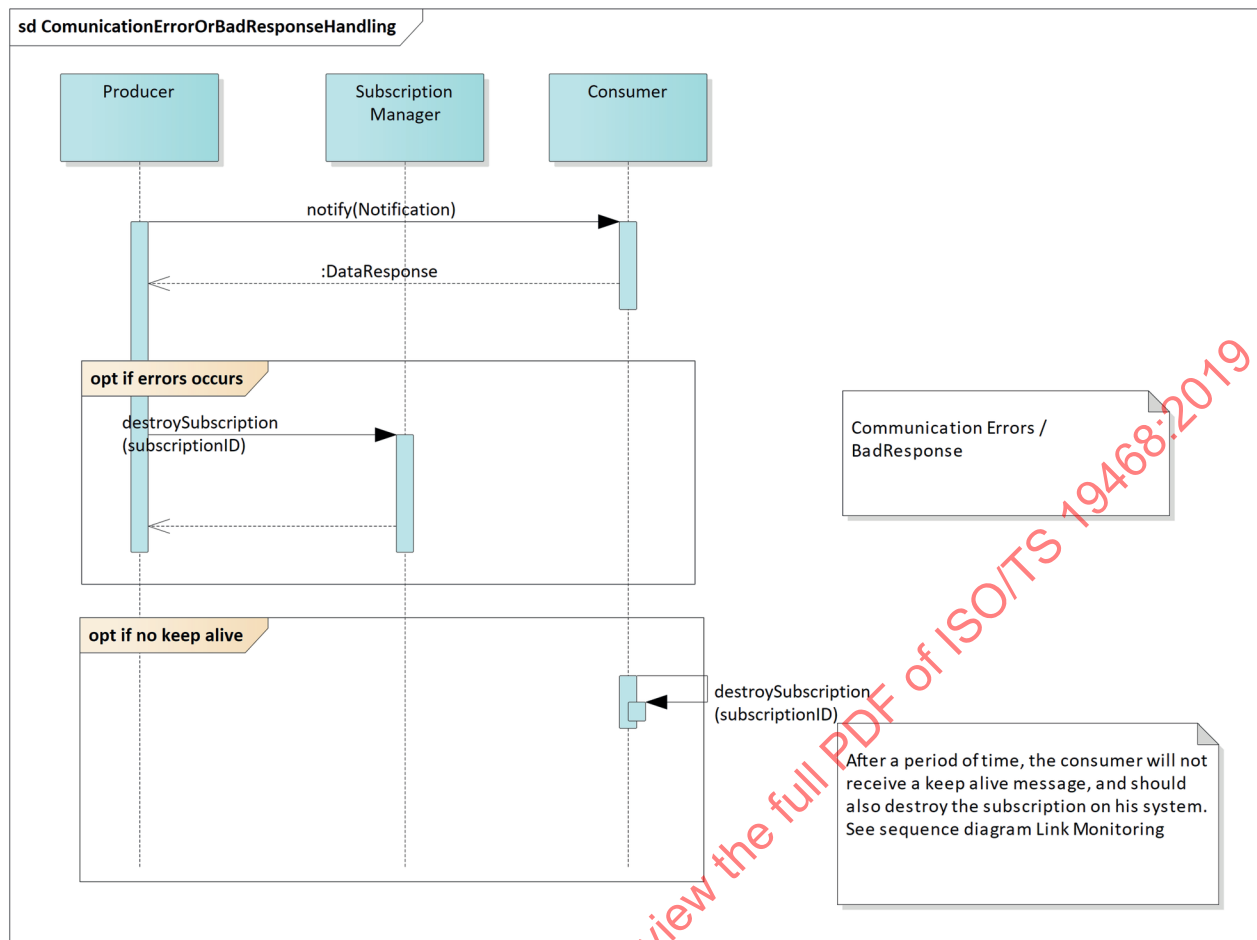 sd ComunicationErrorOrBadResponseHandling
Producer
Subscription
Manager
Consumer
notify(Notification)
:DataResponse
opt if errors occurs
destroySubscription
(subscriptionID)
Communication Errors /
BadResponse
opt if no keep alive
destroySubscription
(subscriptionID)
After a period of time, the consumer will not
receive a keep alive message, and should
also destroy the subscription on his system.
See sequence diagram Link Monitoring
view the full PDF of ISO/TS 19468:2019